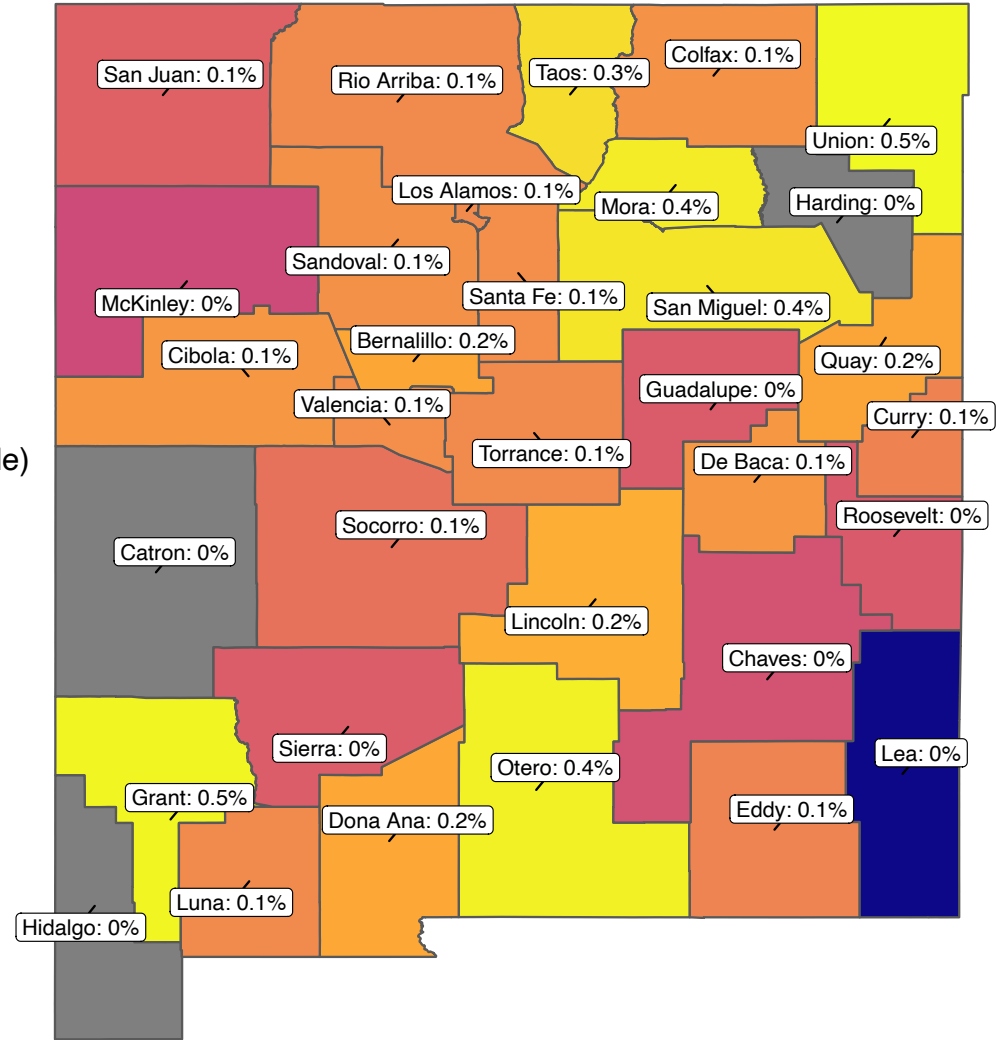 Colfax: 0.1%
San Juan: 0.1%
Rio Arriba: 0.1%
Taos: 0.3%
Union: 0.5%
Los Alamos: 0.1%
Mora: 0.4%
Harding: 0%
Sandoval: 0.1%
McKinley: 0%
Santa Fe: 0.1%
San Miguel: 0.4%
Cibola: 0.1%
Bernalillo: 0.2%
Quay: 0.2%
Guadalupe: 0%
Valencia: 0.1%
Curry: 0.1%
le)
Torrance: 0.1%
De Baca: 0.1%
Socorro: 0.1%
Roosevelt: 0%
Catron: 0%
Lincoln: 0.2%
Chaves: 0%
Sierra: 0%
Otero: 0.4%
Lea: 0%
Grant: 0.5%
Dona Ana: 0.2%
Eddy: 0.1%
Luna: 0.1%
Hidalgo: 0%